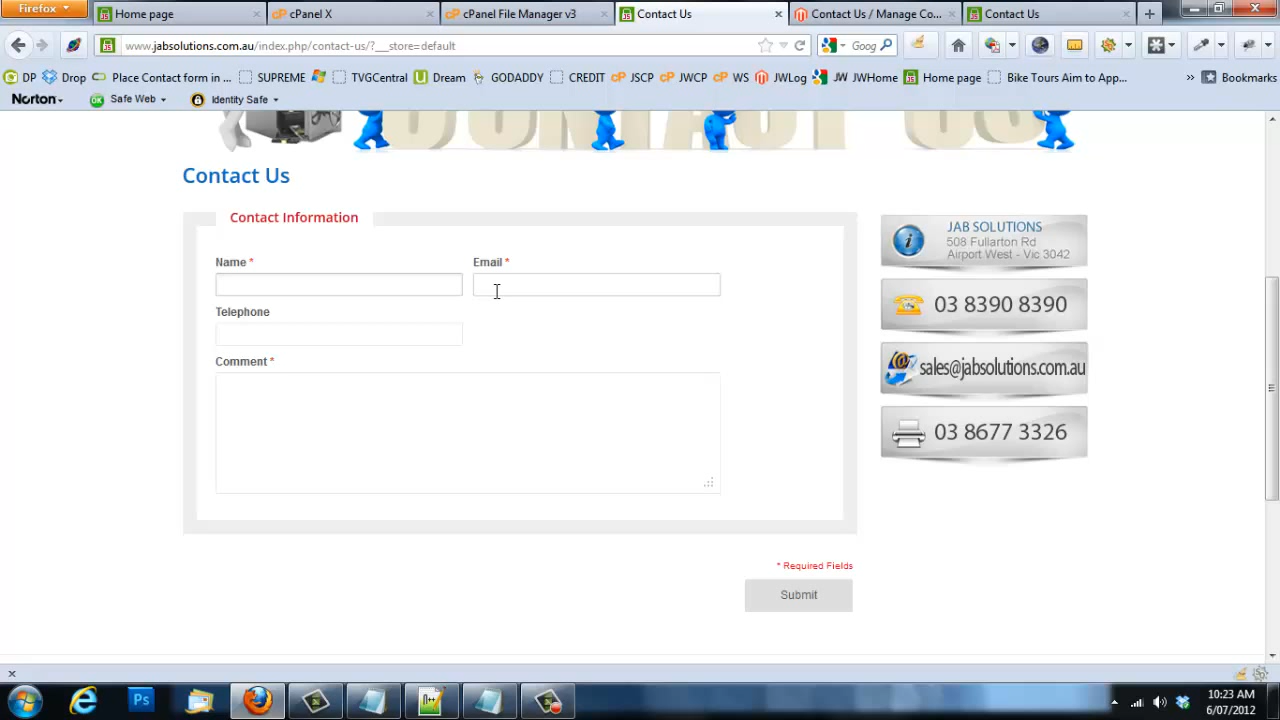 Firefox
Home page
cPanel X
cPanel File Manager v3
Contact Us
Contact Us / Manage Co...
Contact Us
www.jabsolutions.com.au/index.php/contact-us/?___store=default
Goog
DP
Drop
Place Contact form in ...
SUPREME
TVGCentral
Dream
GODADDY
CREDIT
JSCP
JWCP
WS
JWLog
JW JWHome
Home page
Bike Tours Aim to App...
»
Bookmarks
Norton
Safe Web
Identity Safe
CONTACT US
Contact Us
Contact Information
Name *
Email *
Telephone
Comment *
* Required Fields
Submit
JAB SOLUTIONS
508 Fullarton Rd
Airport West - Vic 3042
03 8390 8390
sales@jabsolutions.com.au
03 8677 3326
10:23 AM
6/07/2012